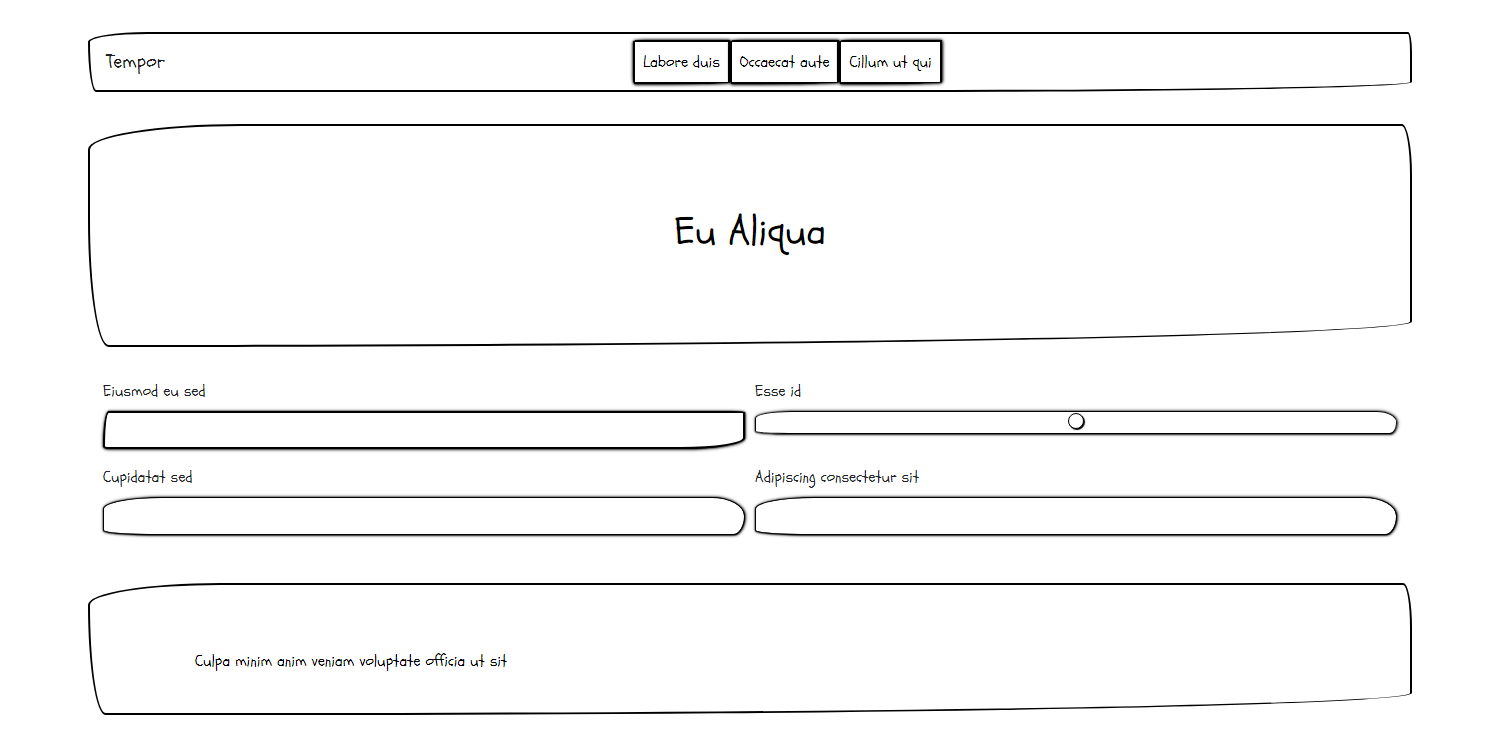 Tempor
Labore duis
Occaecat aute
Cillum ut qui
Eu Aliqua
Eiusmod eu sed
Esse id
Cupidatat sed
Adipiscing consectetur sit
Culpa minim anim veniam voluptate officia ut sit